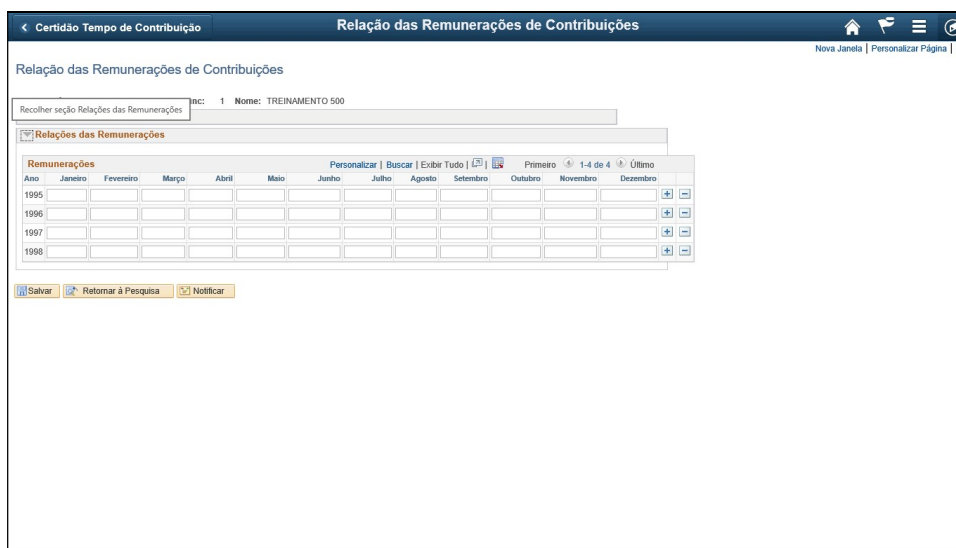 Certidão Tempo de Contribuição Relação das Remunerações de Contribuições
Nova Janela | Personalizar Página |
Relação das Remunerações de Contribuições
1 Nome: TREINAMENTO 500
Recolher seção Relações das Remunerações
Relações das Remunerações
Remunerações Personalizar | Buscar | Exibir Tudo | | Primeiro 1-4 de 4 Último
Ano Janeiro Fevereiro Março Abril Maio Junho Julho Agosto Setembro Outubro Novembro Dezembro
1995
1996
1997
1998
Salvar Retornar à Pesquisa Notificar